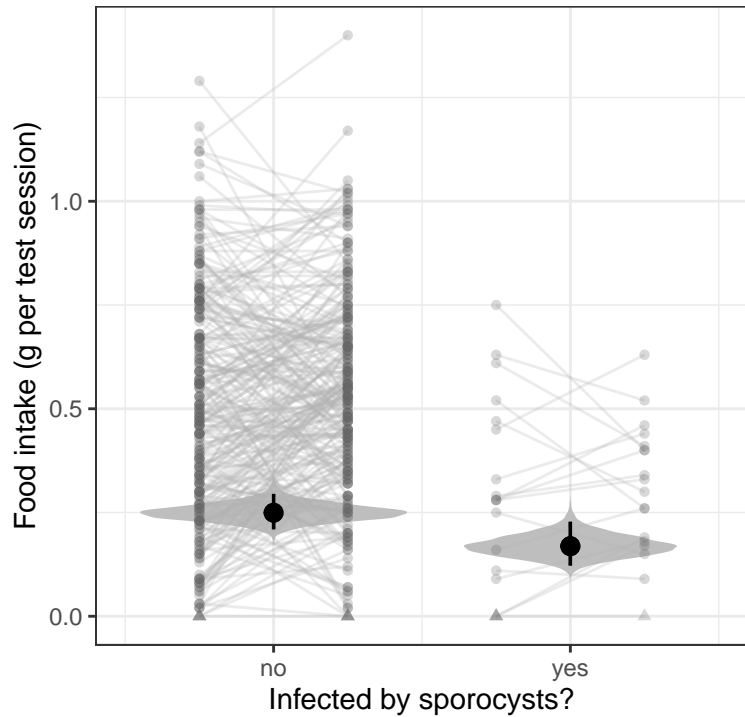 Food intake (g per test session)
1.0
0.5
0.0
no yes
Infected by sporocysts?